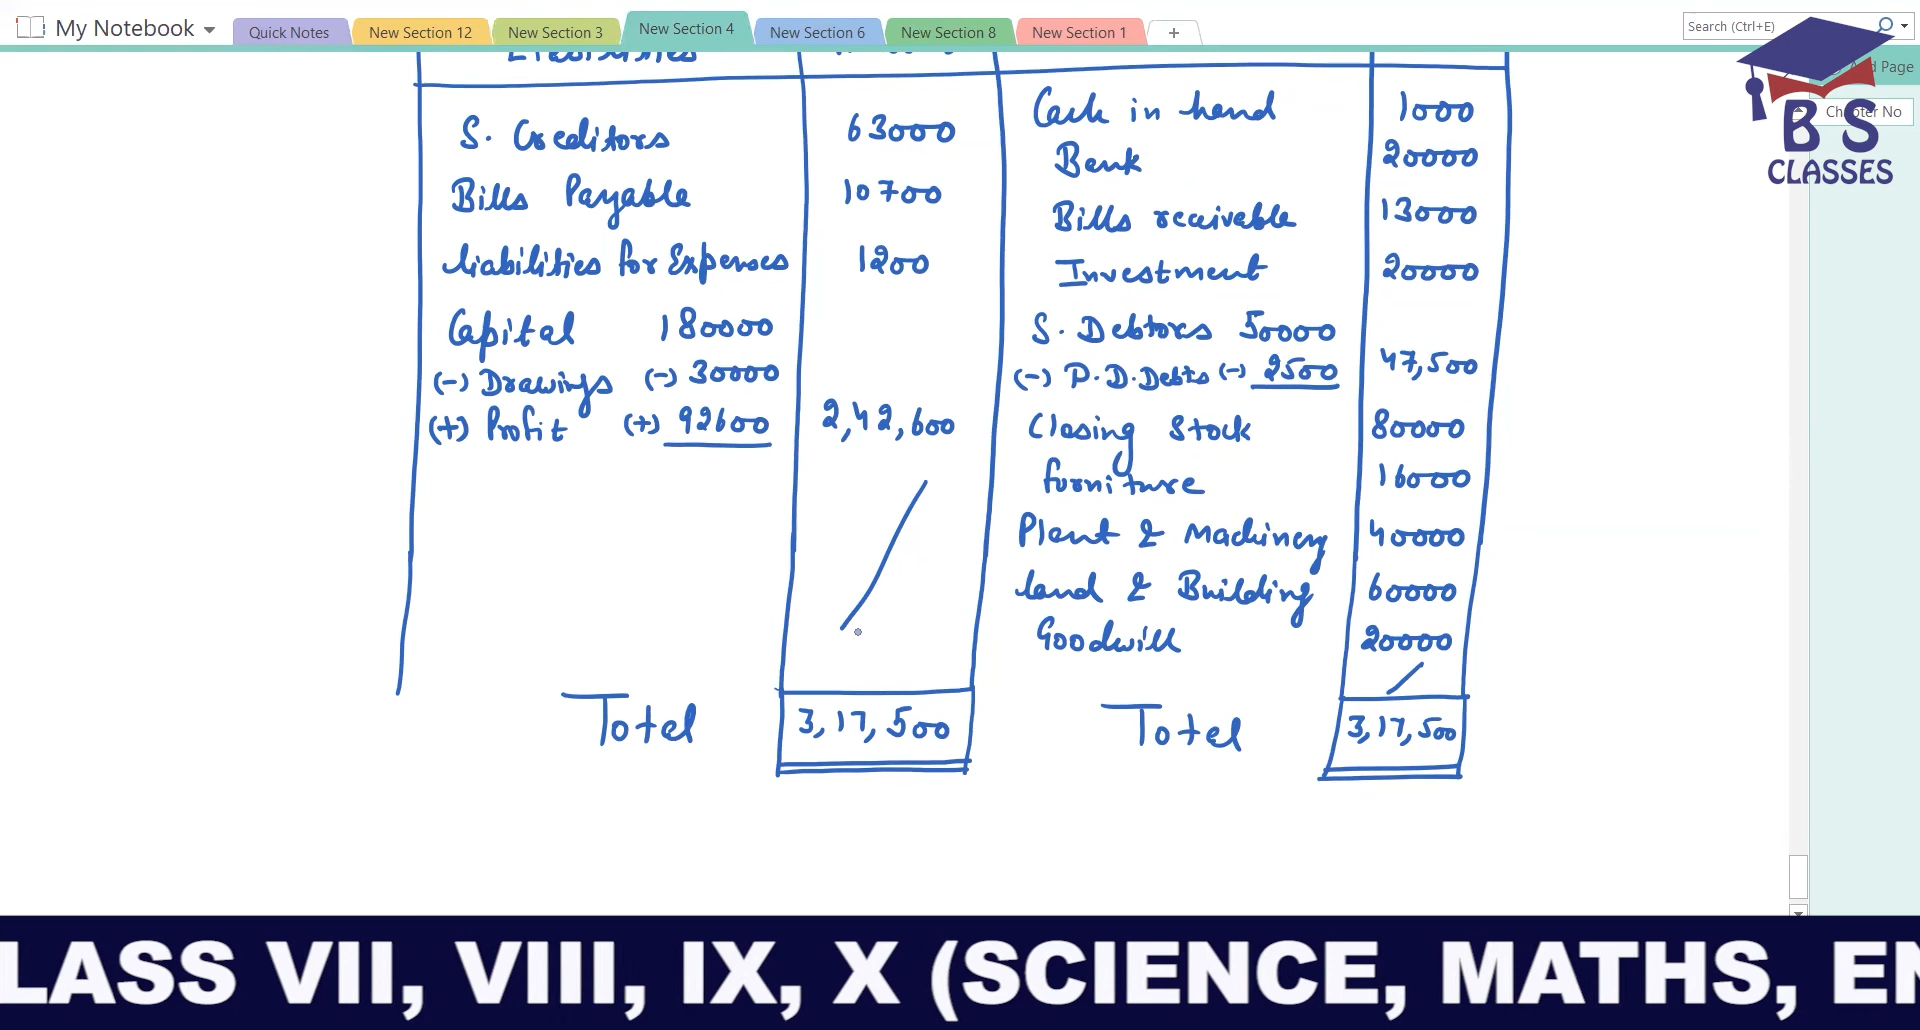 My Notebook
Quick Notes
New Section 12
New Section 3
New Section 4
New Section 6
New Section 8
New Section 1
+
Search (Ctrl+E)
d Page
B S
CLASSES
Liabilities
S. Creditors 63000
Bills Payable 10700
Liabilities for Expenses 1200
Capital 180000
(-) Drawings (-) 30000
(+) Profit (+) 92600 2,42,600
Total 3,17,500
Cash in hand 1000
Bank 20000
Bills receivable 13000
Investment 20000
S. Debtors 50000
(-) P.D.Debts (-) 2500 47,500
Closing Stock 80000
furniture 16000
Plant & Machinery 40000
land & Building 60000
Goodwill 20000
Total 3,17,500
LASS VII, VIII, IX, X (SCIENCE, MATHS, EN